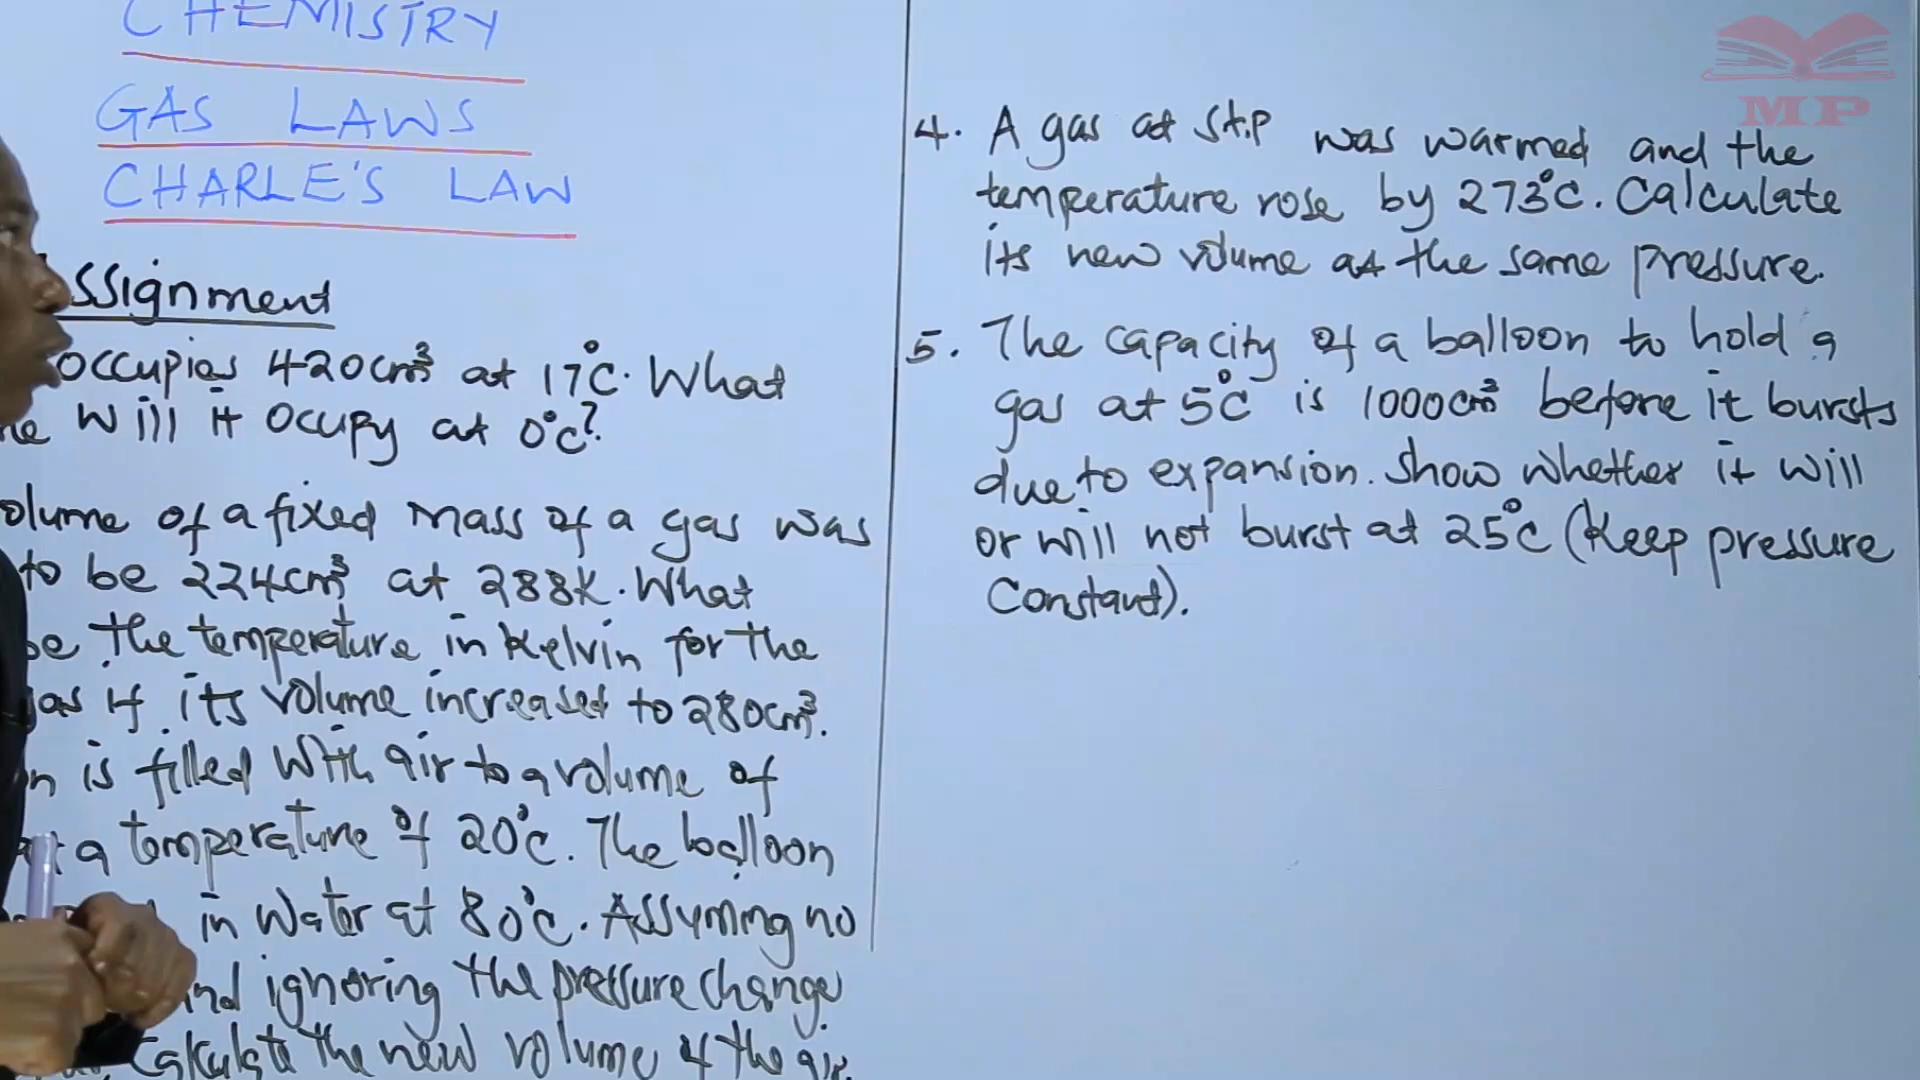 CHEMISTRY
GAS LAWS
CHARLE'S LAW
ssignment
occupies 420cm³ at 17°C. What
will it occupy at 0°C?
olume of a fixed mass of a gas was
to be 224cm³ at 288K. What
be the temperature in Kelvin for the
gas if its volume increased to 280cm³.
n is filled with air to a volume of
at a temperature of 20°C. The balloon
in water at 80°C. Assuming no
and ignoring the pressure change
Calculate the new volume of the air.
4. A gas at s.t.p was warmed and the
temperature rose by 273°C. Calculate
its new volume at the same pressure.
5. The capacity of a balloon to hold a
gas at 5°C is 1000cm³ before it bursts
due to expansion. Show whether it will
or will not burst at 25°C (Keep pressure
Constant).
MP